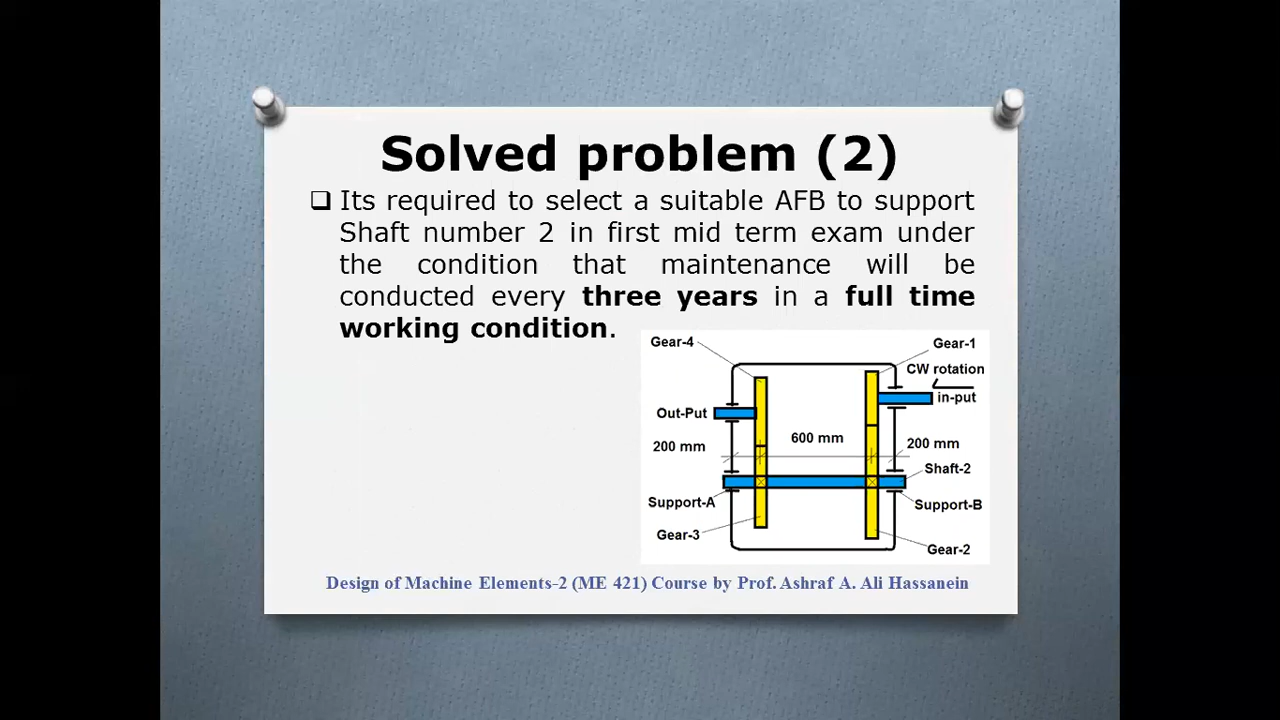 Solved problem (2)
Its required to select a suitable AFB to support
Shaft number 2 in first mid term exam under
the condition that maintenance will be
conducted every three years in a full time
working condition.
Gear-4
Gear-1
CW rotation
Out-Put
in-put
200 mm
600 mm
200 mm
Shaft-2
Support-A
Support-B
Gear-3
Gear-2
Design of Machine Elements-2 (ME 421) Course by Prof. Ashraf A. Ali Hassanein